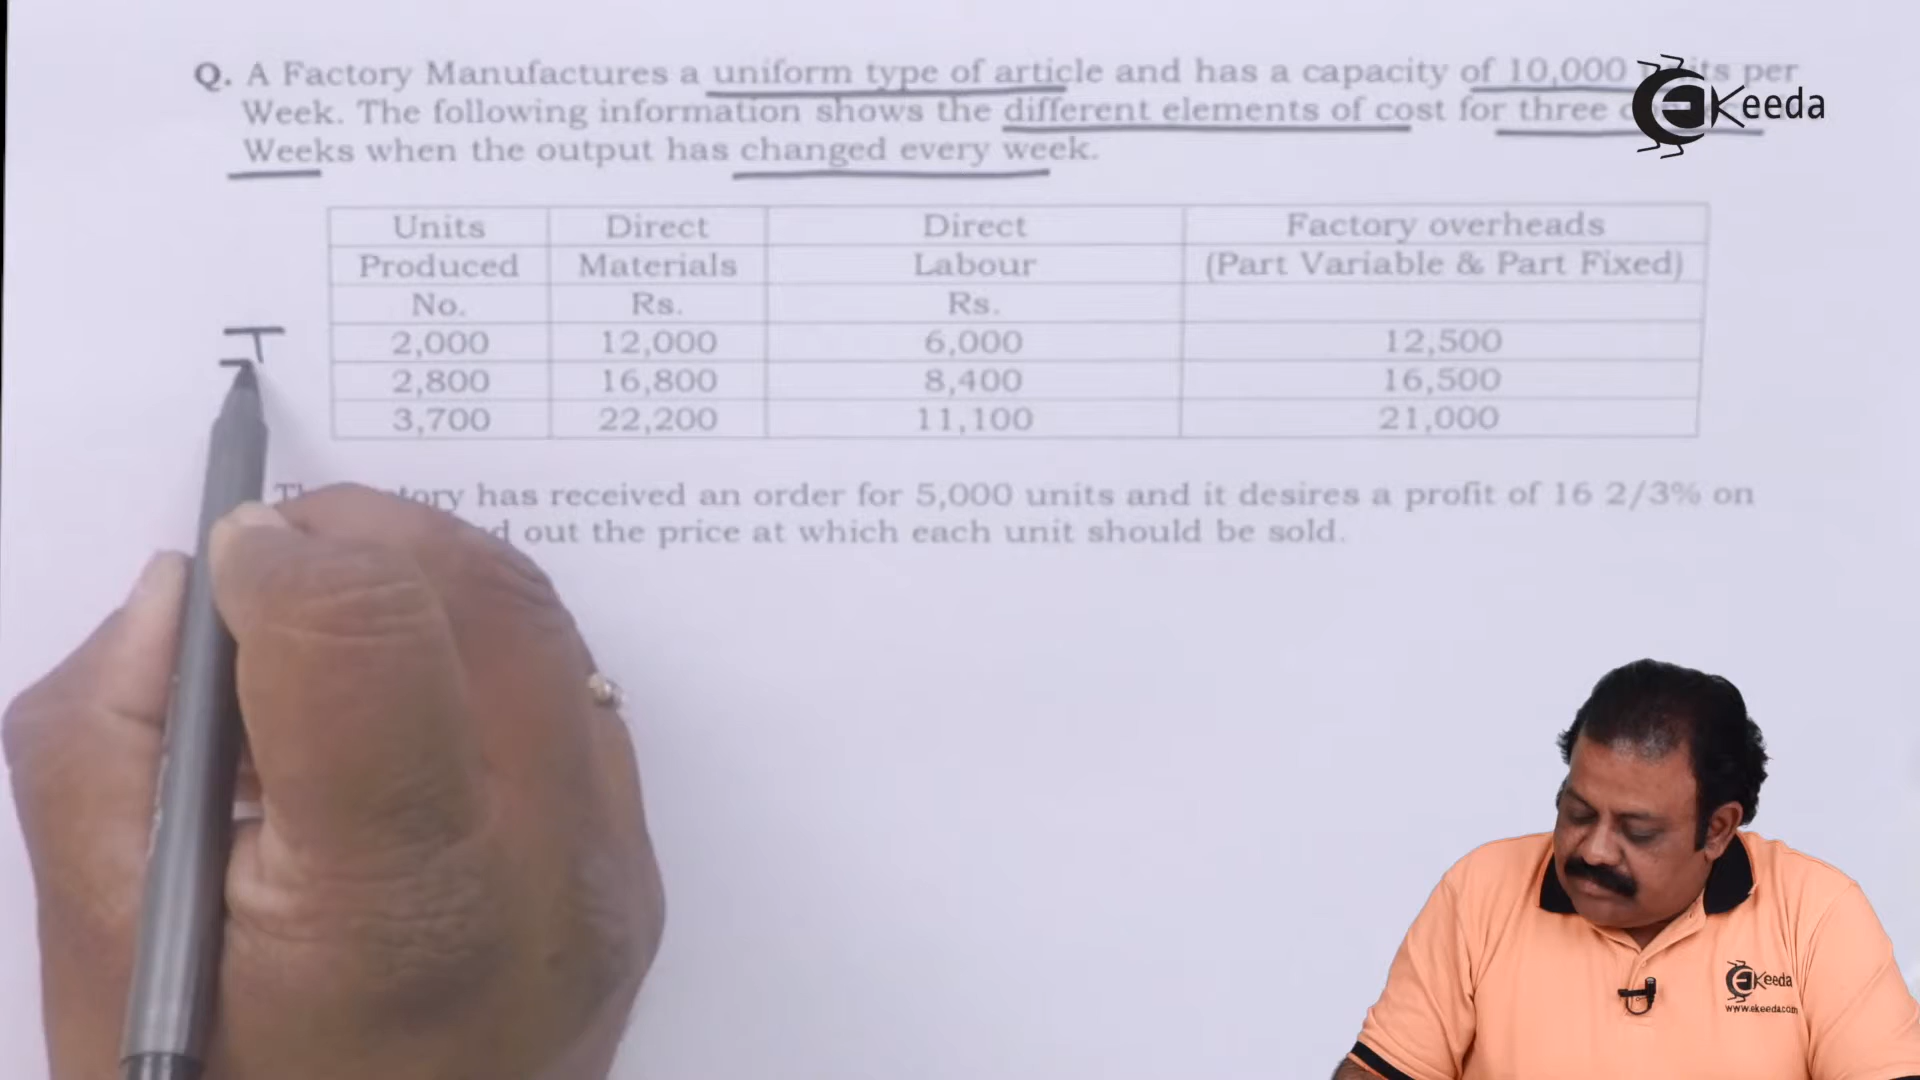 Q. A Factory Manufactures a uniform type of article and has a capacity of 10,000 per
Week. The following information shows the different elements of cost for three
Weeks when the output has changed every week.
Units Direct Direct Factory overheads
Produced Materials Labour (Part Variable & Part Fixed)
No. Rs. Rs.
2,000 12,000 6,000 12,500
2,800 16,800 8,400 16,500
3,700 22,200 11,100 21,000
I
has received an order for 5,000 units and it desires a profit of 16 2/3% on
out the price at which each unit should be sold.
Keeda
Keeda
www.ekeeda.com